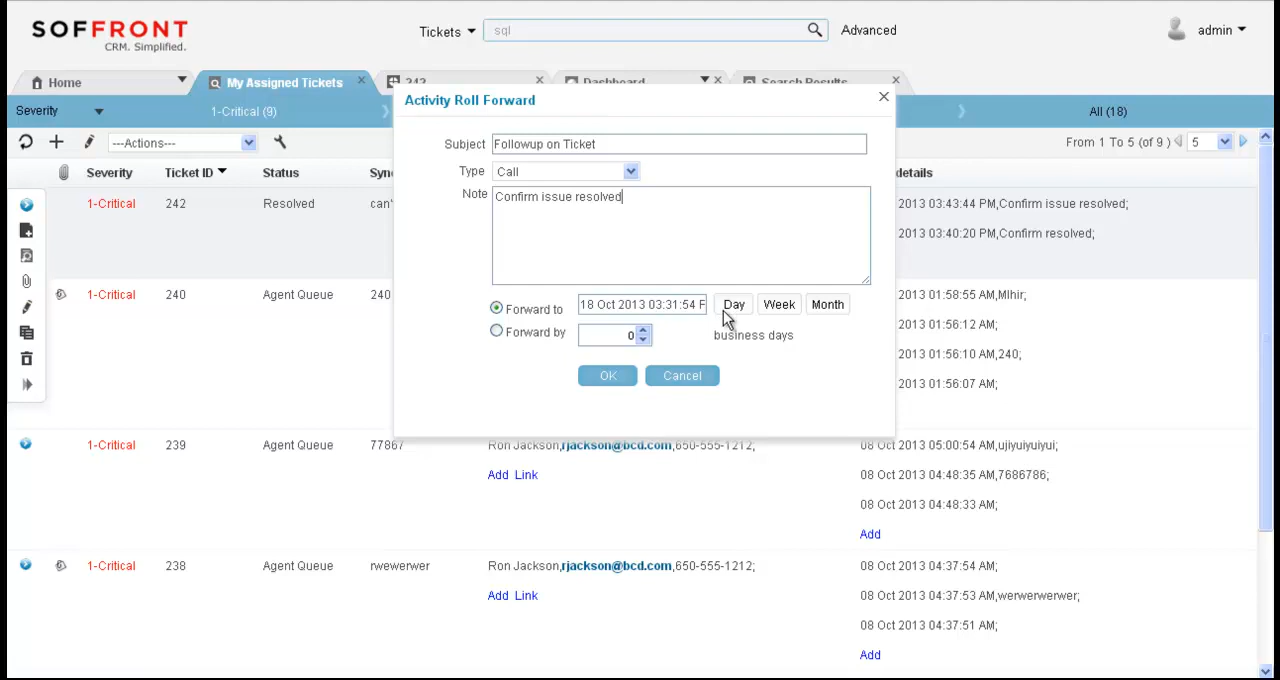 SOFFRONT
CRM. Simplified.
Tickets
sql
Advanced
admin
Home
My Assigned Tickets
242
Dashboard
Search Results
Severity
1-Critical (9)
All (18)
Activity Roll Forward
Subject
Followup on Ticket
Type
Call
Note
Confirm issue resolved
Forward to
18 Oct 2013 03:31:54 F
Day
Week
Month
Forward by
0
business days
OK
Cancel
---Actions---
From 1 To 5 (of 9 )
5
Severity
Ticket ID
Status
Syn
details
1-Critical
242
Resolved
can'
2013 03:43:44 PM,Confirm issue resolved;
2013 03:40:20 PM,Confirm resolved;
1-Critical
240
Agent Queue
240
2013 01:58:55 AM,Mlhir;
2013 01:56:12 AM;
2013 01:56:10 AM,240;
2013 01:56:07 AM;
1-Critical
239
Agent Queue
77867
Ron Jackson,rjackson@bcd.com,650-555-1212;
08 Oct 2013 05:00:54 AM,ujiyuiyuiyui;
Add Link
08 Oct 2013 04:48:35 AM,7686786;
08 Oct 2013 04:48:33 AM;
Add
1-Critical
238
Agent Queue
rwewerwer
Ron Jackson,rjackson@bcd.com,650-555-1212;
08 Oct 2013 04:37:54 AM;
Add Link
08 Oct 2013 04:37:53 AM,werwerwerwer;
08 Oct 2013 04:37:51 AM;
Add